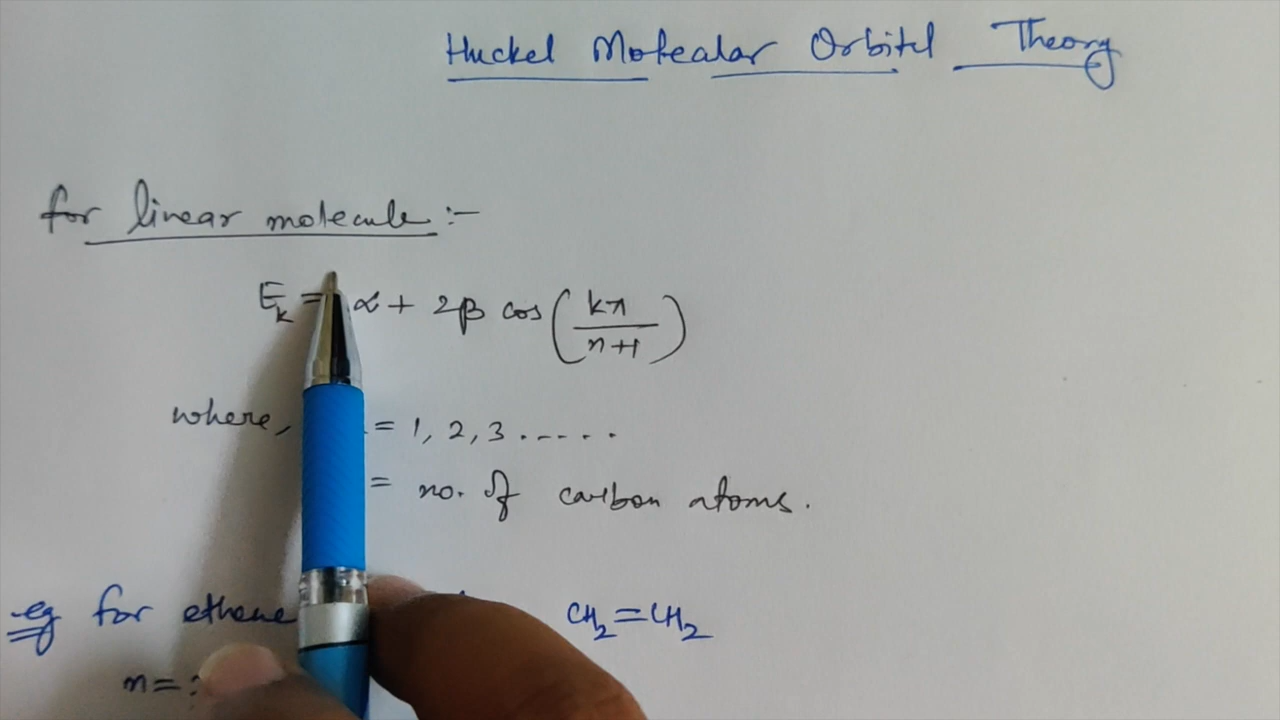 Huckel Molecular Orbital Theory
for linear molecule :-
E_k = α + 2β cos(kπ/n+1)
where, = 1, 2, 3 . . . . .
= no. of carbon atoms.
eg for ethene CH₂=CH₂
n =